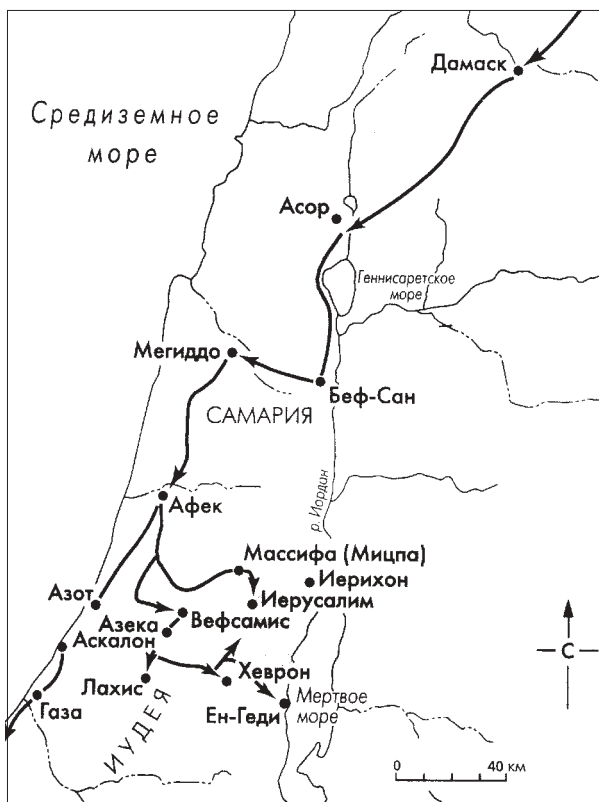 Дамаск
Средиземное
море
Асор
Геннисаретское
море
Мегиддо
Беф-Сан
САМАРИЯ
р. Иордан
Афек
Массифа (Мицпа)
Иерихон
Азот
Иерусалим
Вефсамис
Азека
Аскалон
Хеврон
Лахис
Мертвое
море
Газа
Ен-Геди
ИУДЕЯ
С
0 40 км